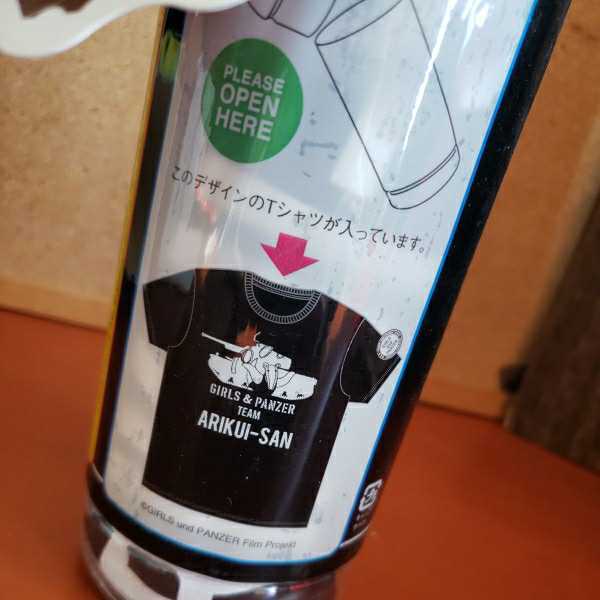 PLEASE
OPEN
HERE
このデザインのTシャツが入っています。
GIRLS & PANZER
TEAM
ARIKUI-SAN
©GIRLS und PANZER Film Projekt